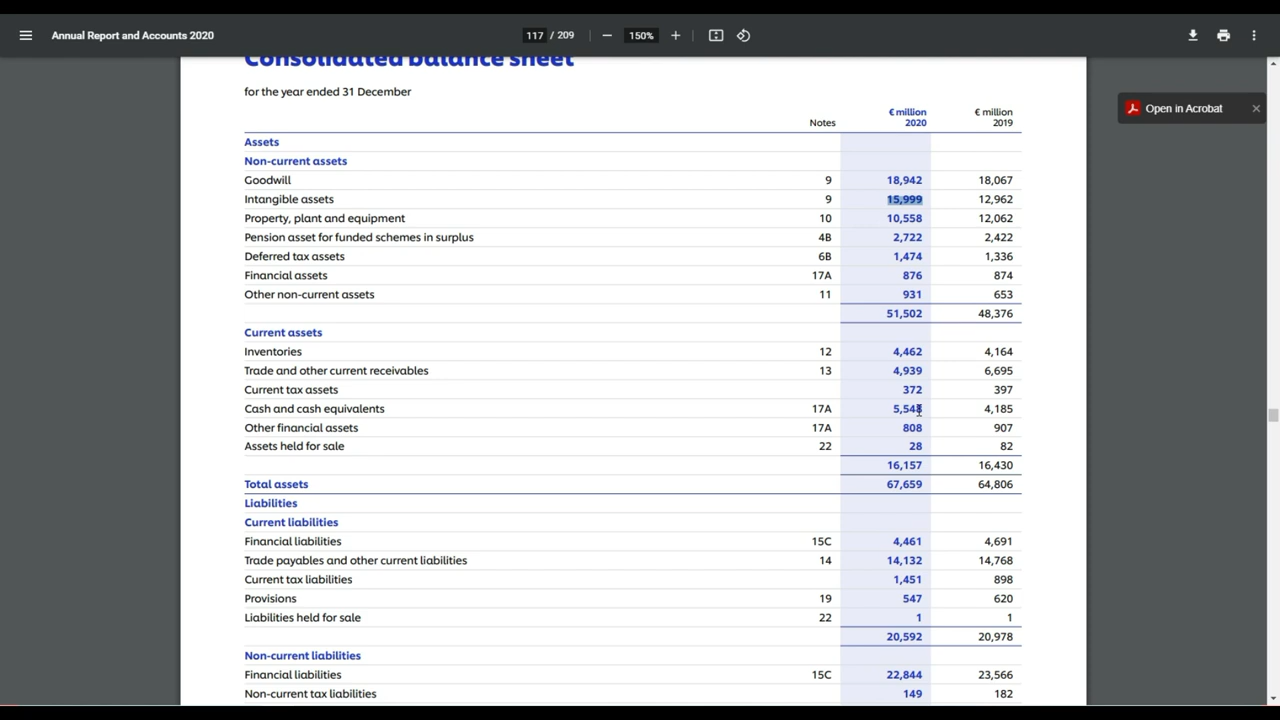 Annual Report and Accounts 2020 117 / 209 150%
Consolidated balance sheet
for the year ended 31 December
Open in Acrobat
€ million € million
Notes 2020 2019
Assets
Non-current assets
Goodwill 9 18,942 18,067
Intangible assets 9 15,999 12,962
Property, plant and equipment 10 10,558 12,062
Pension asset for funded schemes in surplus 4B 2,722 2,422
Deferred tax assets 6B 1,474 1,336
Financial assets 17A 876 874
Other non-current assets 11 931 653
51,502 48,376
Current assets
Inventories 12 4,462 4,164
Trade and other current receivables 13 4,939 6,695
Current tax assets 372 397
Cash and cash equivalents 17A 5,548 4,185
Other financial assets 17A 808 907
Assets held for sale 22 28 82
16,157 16,430
Total assets 67,659 64,806
Liabilities
Current liabilities
Financial liabilities 15C 4,461 4,691
Trade payables and other current liabilities 14 14,132 14,768
Current tax liabilities 1,451 898
Provisions 19 547 620
Liabilities held for sale 22 1 1
20,592 20,978
Non-current liabilities
Financial liabilities 15C 22,844 23,566
Non-current tax liabilities 149 182